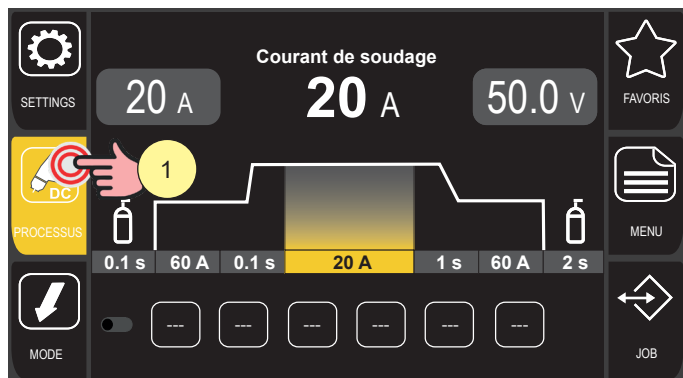 Courant de soudage
20 A
20 A
50.0 V
SETTINGS
FAVORIS
1
DC
PROCESSUS
MENU
0.1 s 60 A 0.1 s 20 A 1 s 60 A 2 s
--- --- --- --- --- ---
MODE
JOB